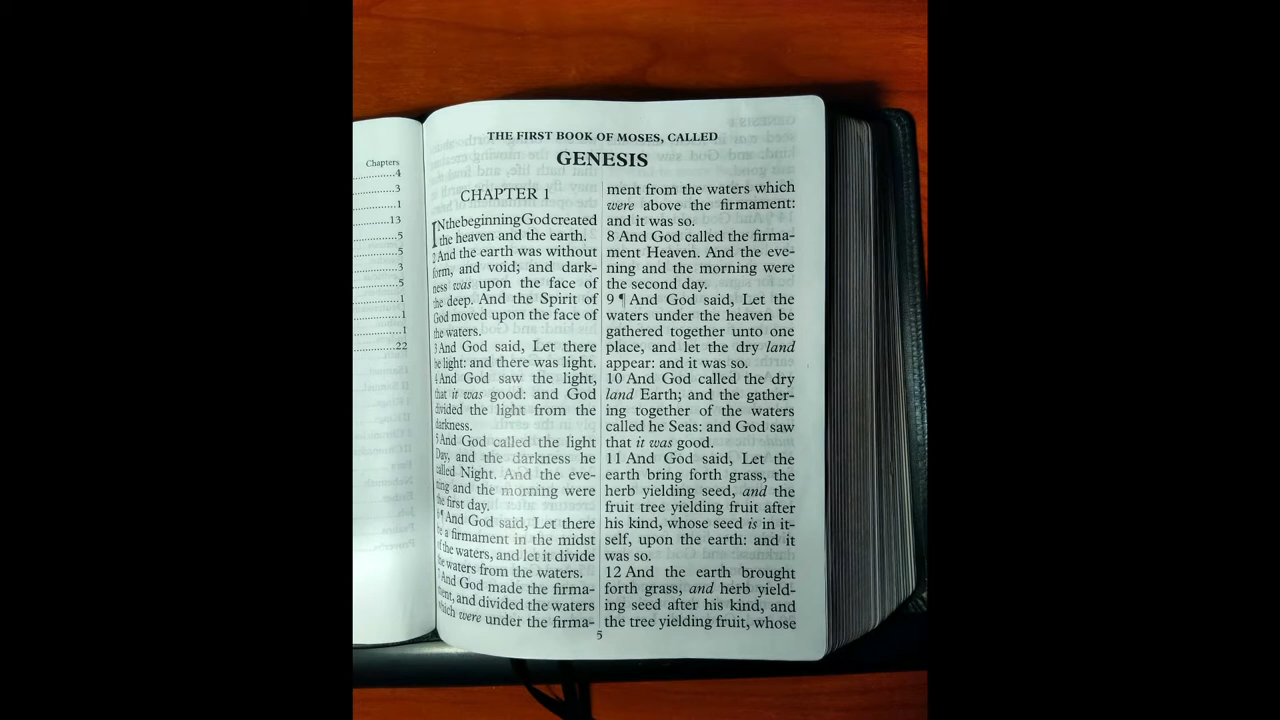 Chapters
..............4
..............3
..............1
..............13
..............5
..............5
..............3
..............5
..............1
..............1
..............1
..............22
THE FIRST BOOK OF MOSES, CALLED
GENESIS
CHAPTER 1
IN the beginning God created
the heaven and the earth.
2 And the earth was without
form, and void; and dark-
ness was upon the face of
the deep. And the Spirit of
God moved upon the face of
the waters.
3 And God said, Let there
be light: and there was light.
4 And God saw the light,
that it was good: and God
divided the light from the
darkness.
5 And God called the light
Day, and the darkness he
called Night. And the eve-
ning and the morning were
the first day.
6 ¶ And God said, Let there
be a firmament in the midst
of the waters, and let it divide
the waters from the waters.
7 And God made the firma-
ment, and divided the waters
which were under the firma-
ment from the waters which
were above the firmament:
and it was so.
8 And God called the firma-
ment Heaven. And the eve-
ning and the morning were
the second day.
9 ¶ And God said, Let the
waters under the heaven be
gathered together unto one
place, and let the dry land
appear: and it was so.
10 And God called the dry
land Earth; and the gather-
ing together of the waters
called he Seas: and God saw
that it was good.
11 And God said, Let the
earth bring forth grass, the
herb yielding seed, and the
fruit tree yielding fruit after
his kind, whose seed is in it-
self, upon the earth: and it
was so.
12 And the earth brought
forth grass, and herb yield-
ing seed after his kind, and
the tree yielding fruit, whose
5